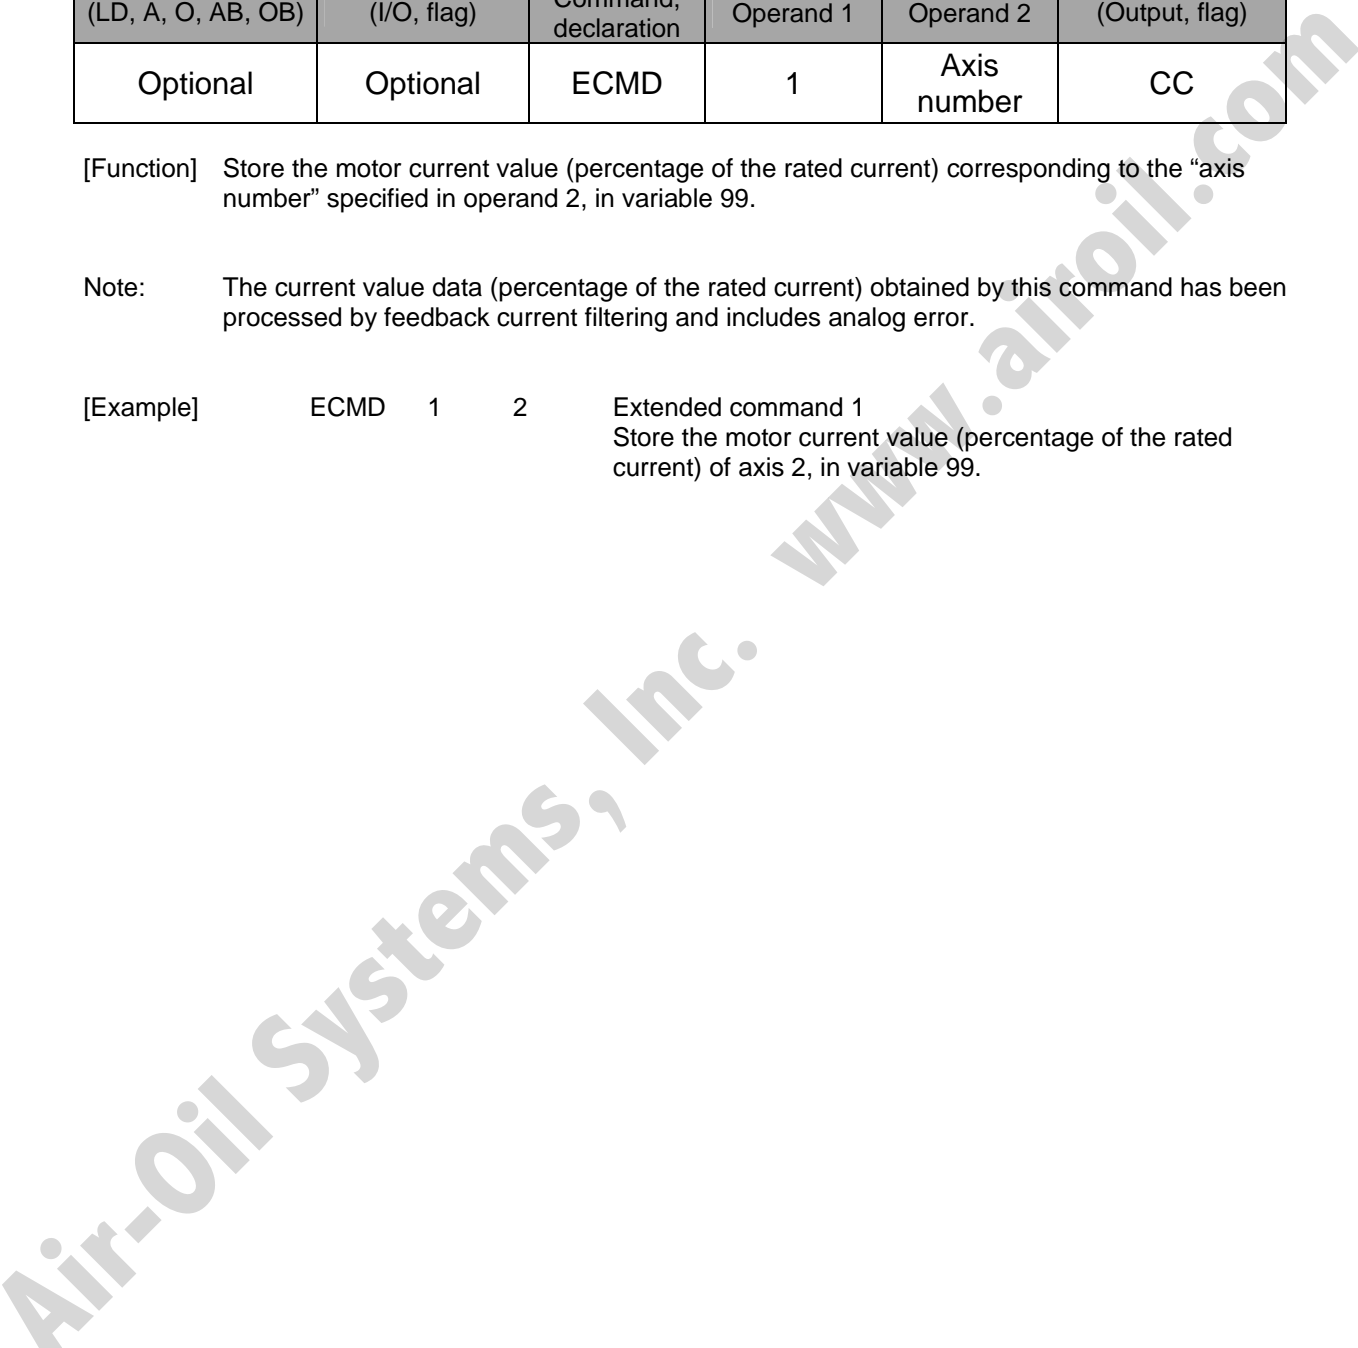 Command,
(LD, A, O, AB, OB) (I/O, flag) declaration Operand 1 Operand 2 (Output, flag)
Optional Optional ECMD 1 Axis number CC
[Function] Store the motor current value (percentage of the rated current) corresponding to the “axis
number” specified in operand 2, in variable 99.
Note: The current value data (percentage of the rated current) obtained by this command has been
processed by feedback current filtering and includes analog error.
[Example] ECMD 1 2 Extended command 1
Store the motor current value (percentage of the rated
current) of axis 2, in variable 99.
Air-Oil Systems, Inc. www.airoil.com